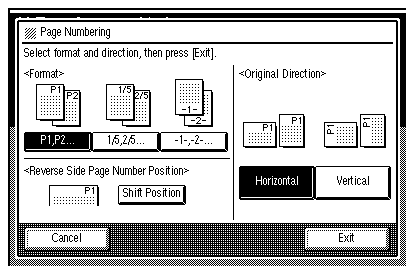 Page Numbering
Select format and direction, then press [Exit].
<Format>
P1 P2
1/5 2/5
-1- -2-
P1,P2...
1/5,2/5...
-1-,-2-...
<Reverse Side Page Number Position>
P1
Shift Position
<Original Direction>
P1 P1
P1 P1
Horizontal
Vertical
Cancel
Exit